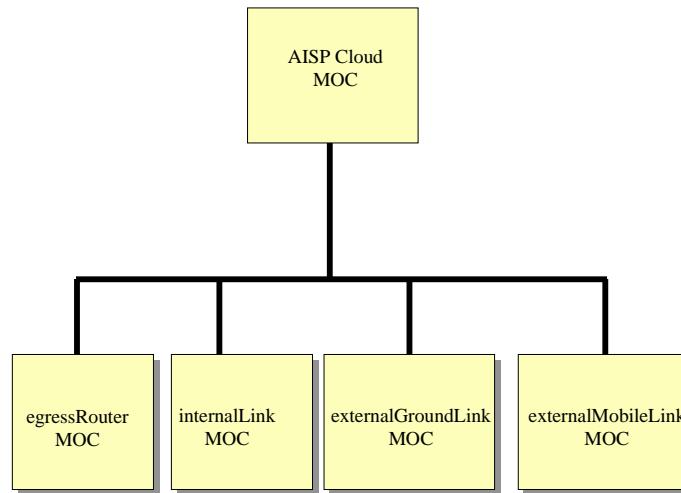 AISP Cloud
MOC
egressRouter
MOC
internalLink
MOC
externalGroundLink
MOC
externalMobileLink
MOC